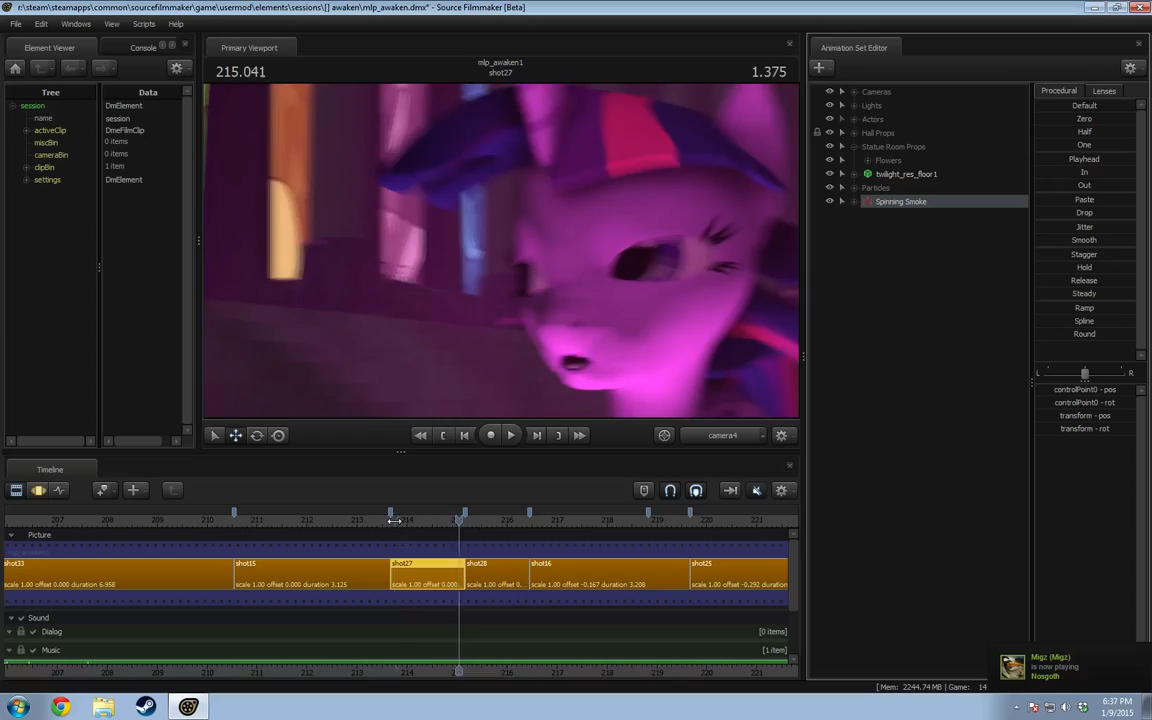 r:\steam\steamapps\common\sourcefilmmaker\game\usermod\elements\sessions\[] awaken\mlp_awaken.dmx* - Source Filmmaker [Beta]
File Edit Windows View Scripts Help
Element Viewer Console
Primary Viewport
Animation Set Editor
215.041
mlp_awaken1
shot27
1.375
Tree Data
session DmElement
name session
activeClip DmeFilmClip
miscBin 0 items
cameraBin 0 items
clipBin 1 item
settings DmElement
Cameras
Lights
Actors
Hall Props
Statue Room Props
Flowers
twilight_res_floor1
Particles
Spinning Smoke
Procedural Lenses
Default
Zero
Half
One
Playhead
In
Out
Paste
Drop
Jitter
Smooth
Stagger
Hold
Release
Steady
Ramp
Spline
Round
L R
controlPoint0 - pos
controlPoint0 - rot
transform - pos
transform - rot
camera4
Timeline
207 208 209 210 211 212 213 214 215 216 217 218 219 220 221
Picture
mlp_awaken1
shot33 shot15 shot27 shot28 shot16 shot25
scale 1.00 offset 0.000 duration 6.958 scale 1.00 offset 0.000 duration 3.125 scale 1.00 offset 0.000... scale 1.00 offset 0... scale 1.00 offset -0.167 duration 3.208 scale 1.00 offset -0.292 duration
Sound
Dialog [0 items]
Music [1 item]
207 208 209 210 211 212 213 214 215 216 217 218 219 220 221
Migz (Migz)
is now playing
Nosgoth
[Mem: 2244.74 MB | Game: 14
6:37 PM
1/9/2015